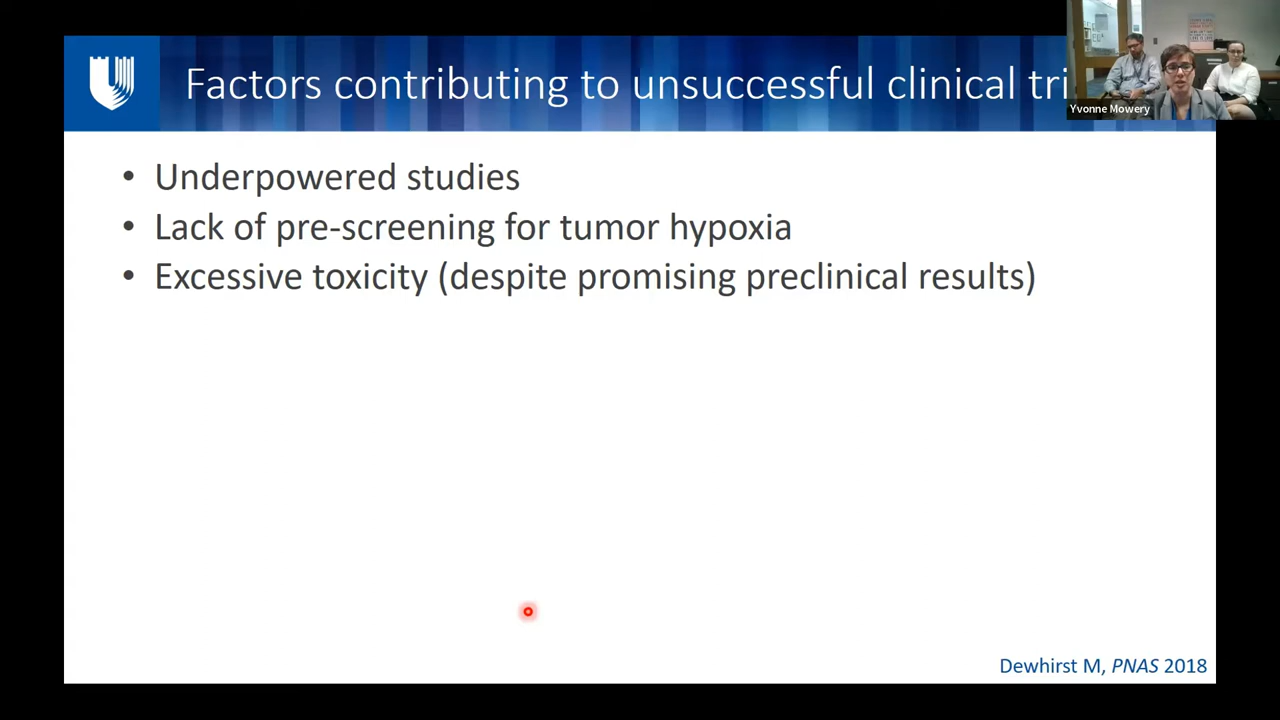 Factors contributing to unsuccessful clinical tri
Yvonne Mowery
• Underpowered studies
• Lack of pre-screening for tumor hypoxia
• Excessive toxicity (despite promising preclinical results)
Dewhirst M, PNAS 2018